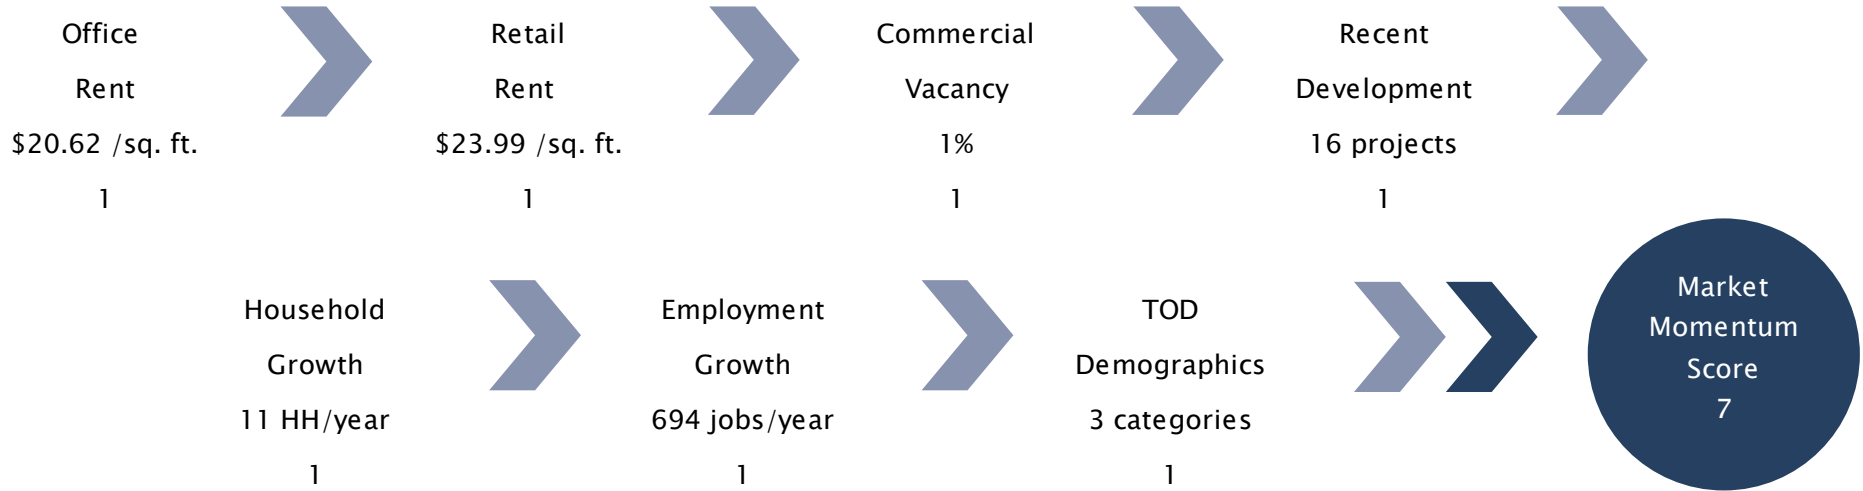 Office
Rent
$20.62 /sq. ft.
1
Retail
Rent
$23.99 /sq. ft.
1
Commercial
Vacancy
1%
1
Recent
Development
16 projects
1
Household
Growth
11 HH/year
1
Employment
Growth
694 jobs/year
1
TOD
Demographics
3 categories
1
Market
Momentum
Score
7